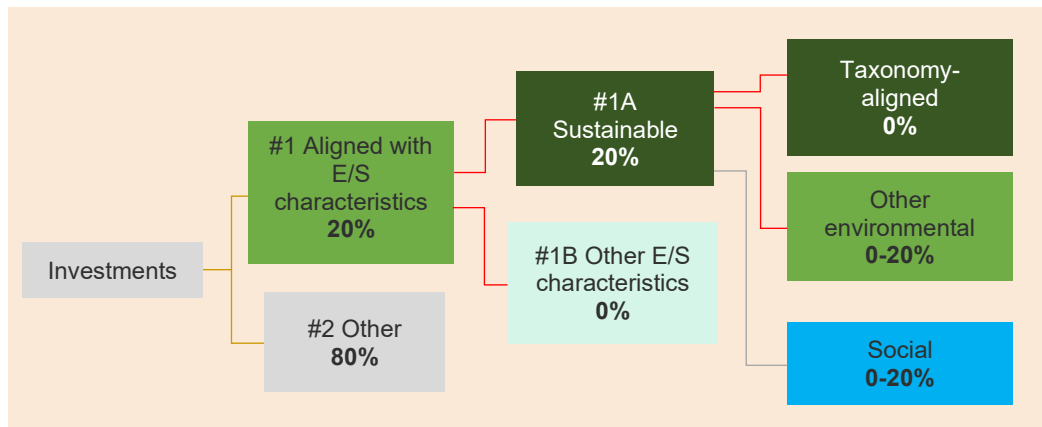 Investments
#1 Aligned with
E/S
characteristics
20%
#2 Other
80%
#1A
Sustainable
20%
#1B Other E/S
characteristics
0%
Taxonomy-
aligned
0%
Other
environmental
0-20%
Social
0-20%